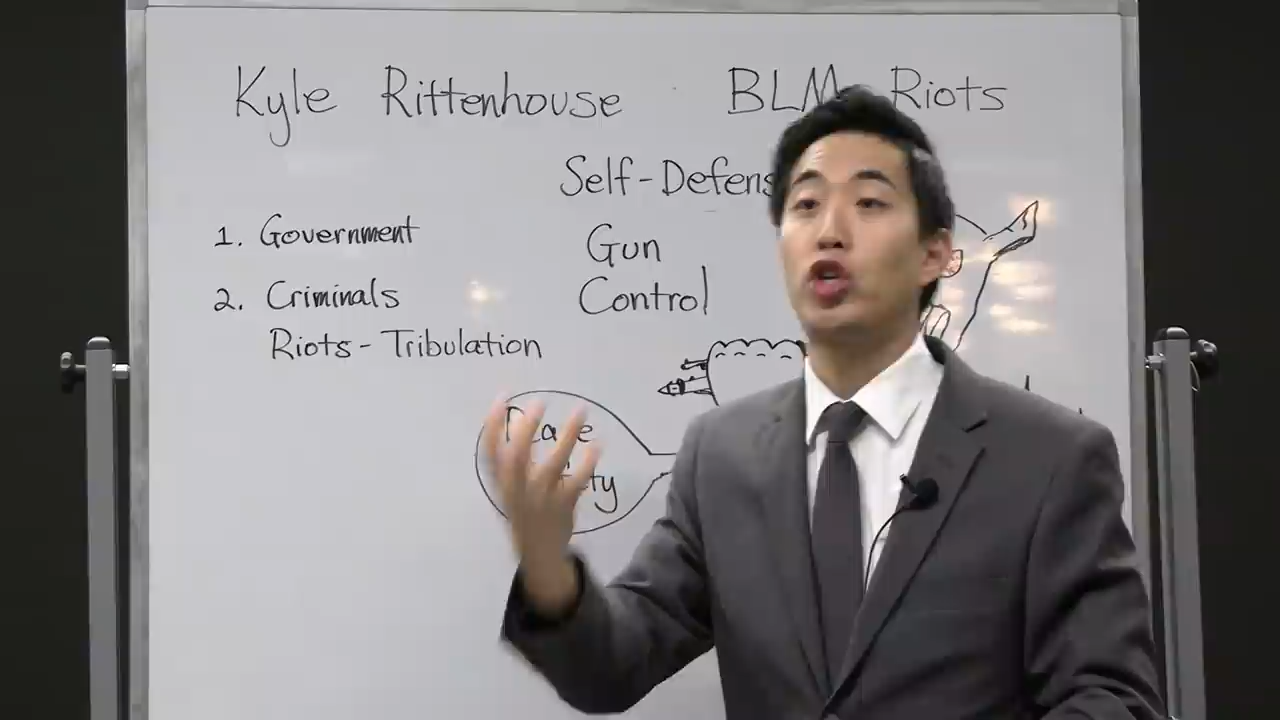 Kyle Rittenhouse BLM Riots
Self-Defens
1. Government
Gun
2. Criminals
Control
Riots - Tribulation